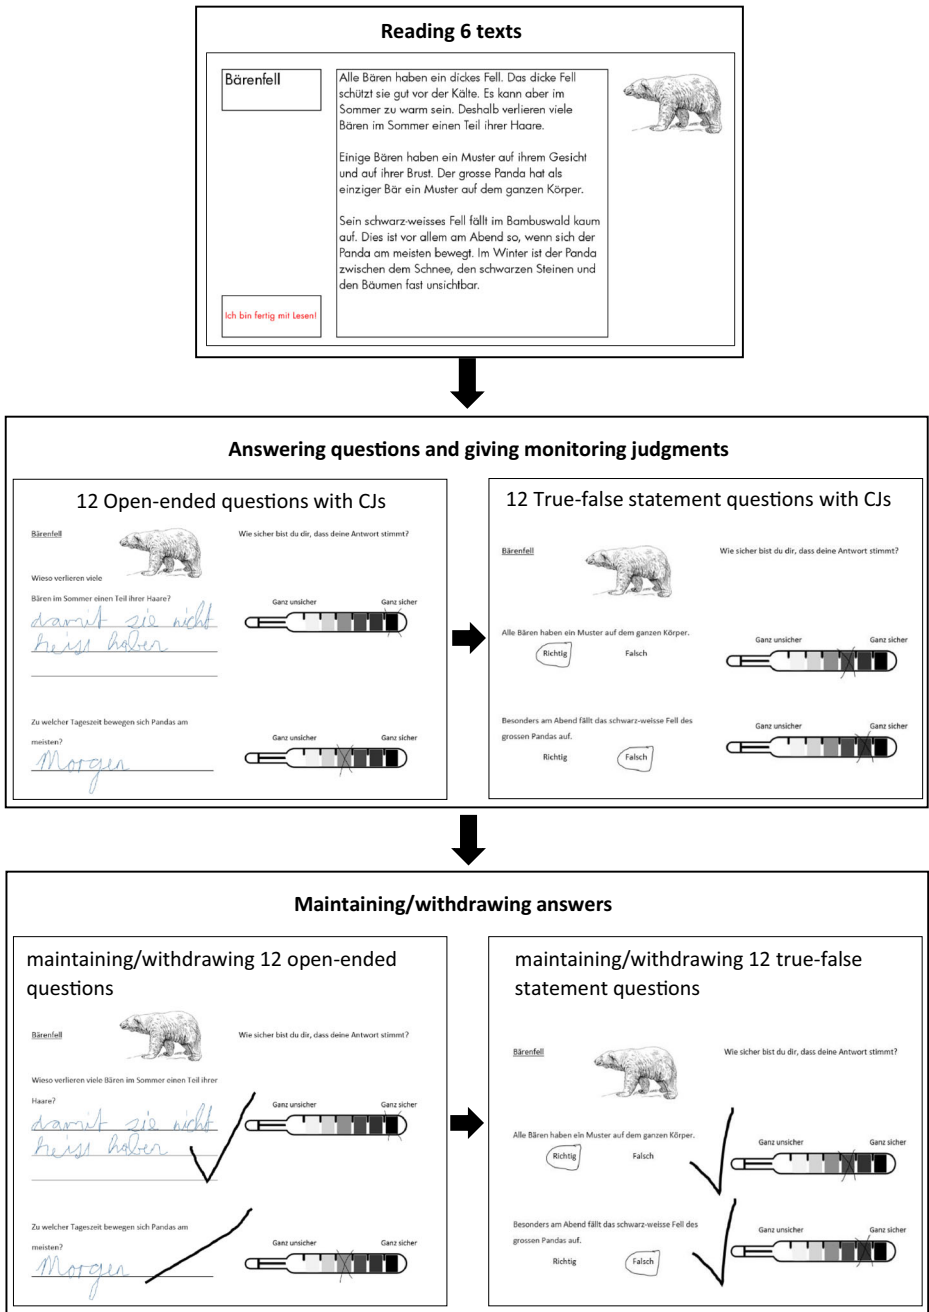 Reading 6 texts
Bärenfell
Alle Bären haben ein dickes Fell. Das dicke Fell
schützt sie gut vor der Kälte. Es kann aber im
Sommer zu warm sein. Deshalb verlieren viele
Bären im Sommer einen Teil ihrer Haare.
Einige Bären haben ein Muster auf ihrem Gesicht
und auf ihrer Brust. Der grosse Panda hat als
einziger Bär ein Muster auf dem ganzen Körper.
Sein schwarz-weisses Fell fällt im Bambuswald kaum
auf. Dies ist vor allem am Abend so, wenn sich der
Panda am meisten bewegt. Im Winter ist der Panda
zwischen dem Schnee, den schwarzen Steinen und
den Bäumen fast unsichtbar.
Ich bin fertig mit Lesen!
Answering questions and giving monitoring judgments
12 Open-ended questions with CJs
Bärenfell
Wie sicher bist du dir, dass deine Antwort stimmt?
Wieso verlieren viele
Bären im Sommer einen Teil ihrer Haare?
Ganz unsicher Ganz sicher
damit sie nicht
heiss haben
Zu welcher Tageszeit bewegen sich Pandas am
meisten?
Ganz unsicher Ganz sicher
Morgen
12 True-false statement questions with CJs
Bärenfell
Wie sicher bist du dir, dass deine Antwort stimmt?
Alle Bären haben ein Muster auf dem ganzen Körper.
Ganz unsicher Ganz sicher
Richtig Falsch
Besonders am Abend fällt das schwarz-weisse Fell des
grossen Pandas auf.
Ganz unsicher Ganz sicher
Richtig Falsch
Maintaining/withdrawing answers
maintaining/withdrawing 12 open-ended
questions
Bärenfell
Wie sicher bist du dir, dass deine Antwort stimmt?
Wieso verlieren viele Bären im Sommer einen Teil ihrer
Haare?
Ganz unsicher Ganz sicher
damit sie nicht
heiss haben
Zu welcher Tageszeit bewegen sich Pandas am
meisten?
Ganz unsicher Ganz sicher
Morgen
maintaining/withdrawing 12 true-false
statement questions
Bärenfell
Wie sicher bist du dir, dass deine Antwort stimmt?
Alle Bären haben ein Muster auf dem ganzen Körper.
Ganz unsicher Ganz sicher
Richtig Falsch
Besonders am Abend fällt das schwarz-weisse Fell des
grossen Pandas auf.
Ganz unsicher Ganz sicher
Richtig Falsch